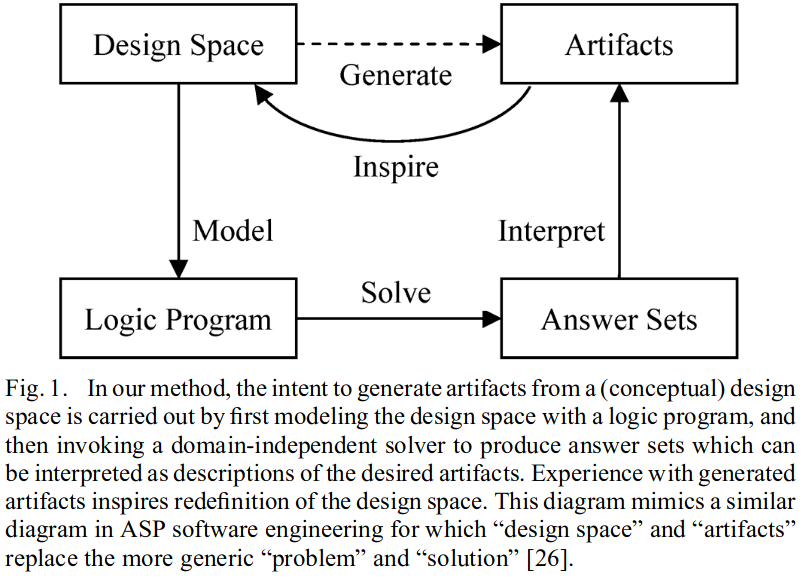 Design Space
Artifacts
Generate
Inspire
Model
Interpret
Logic Program
Solve
Answer Sets
Fig. 1. In our method, the intent to generate artifacts from a (conceptual) design
space is carried out by first modeling the design space with a logic program, and
then invoking a domain-independent solver to produce answer sets which can
be interpreted as descriptions of the desired artifacts. Experience with generated
artifacts inspires redefinition of the design space. This diagram mimics a similar
diagram in ASP software engineering for which “design space” and “artifacts”
replace the more generic “problem” and “solution” [26].